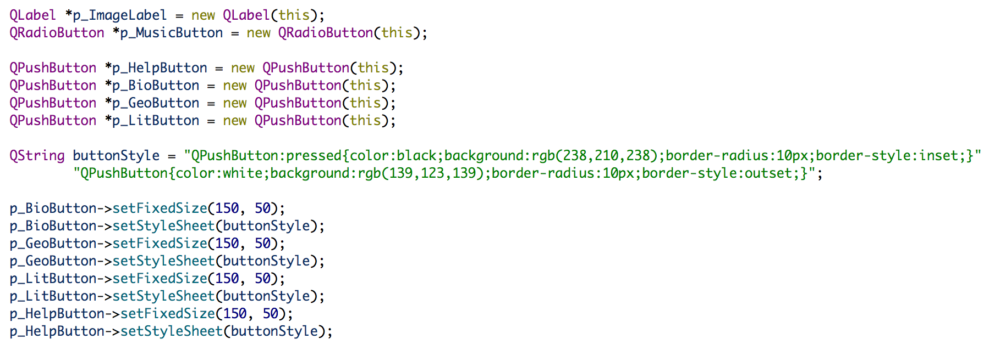 QLabel *p_ImageLabel = new QLabel(this);
QRadioButton *p_MusicButton = new QRadioButton(this);
QPushButton *p_HelpButton = new QPushButton(this);
QPushButton *p_BioButton = new QPushButton(this);
QPushButton *p_GeoButton = new QPushButton(this);
QPushButton *p_LitButton = new QPushButton(this);
QString buttonStyle = "QPushButton:pressed{color:black;background:rgb(238,210,238);border-radius:10px;border-style:inset;}"
"QPushButton{color:white;background:rgb(139,123,139);border-radius:10px;border-style:outset;}";
p_BioButton->setFixedSize(150, 50);
p_BioButton->setStyleSheet(buttonStyle);
p_GeoButton->setFixedSize(150, 50);
p_GeoButton->setStyleSheet(buttonStyle);
p_LitButton->setFixedSize(150, 50);
p_LitButton->setStyleSheet(buttonStyle);
p_HelpButton->setFixedSize(150, 50);
p_HelpButton->setStyleSheet(buttonStyle);